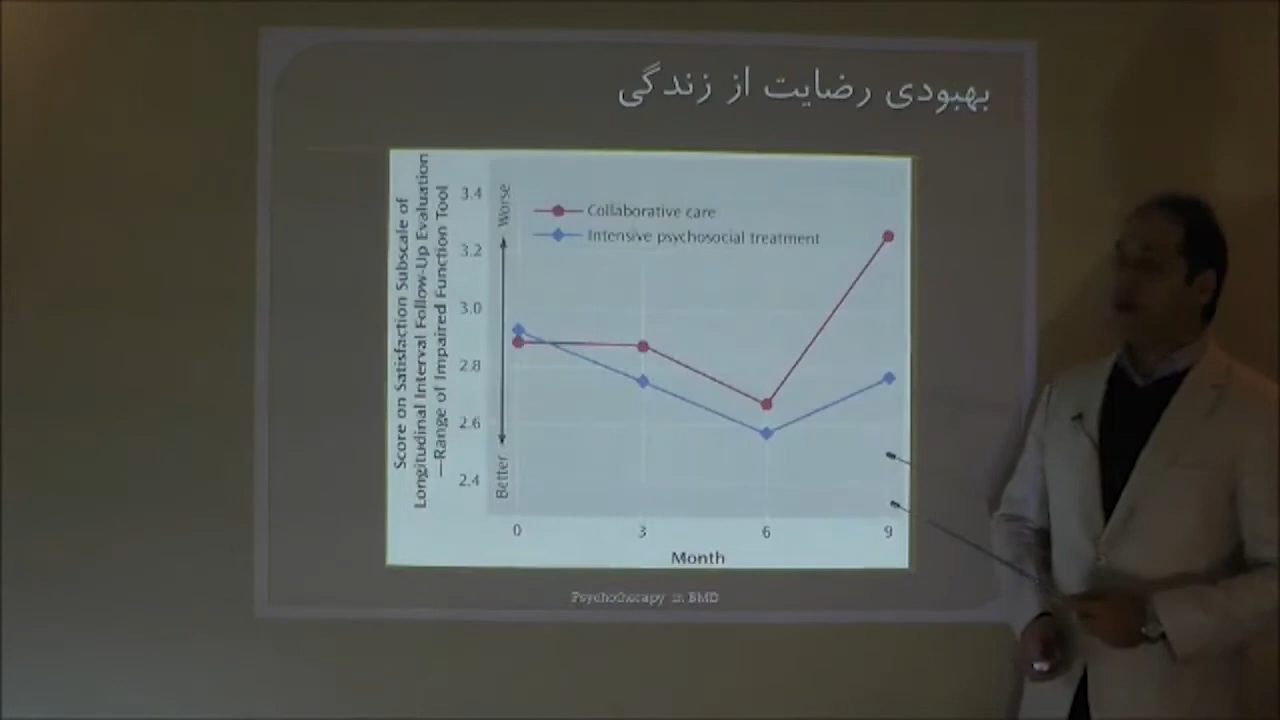 بهبودی رضایت از زندگی
Score on Satisfaction Subscale of
Longitudinal Interval Follow-Up Evaluation
—Range of Impaired Function Tool
Worse
Better
3.4
3.2
3.0
2.8
2.6
2.4
Collaborative care
Intensive psychosocial treatment
0 3 6 9
Month
Psychotherapy in BMD